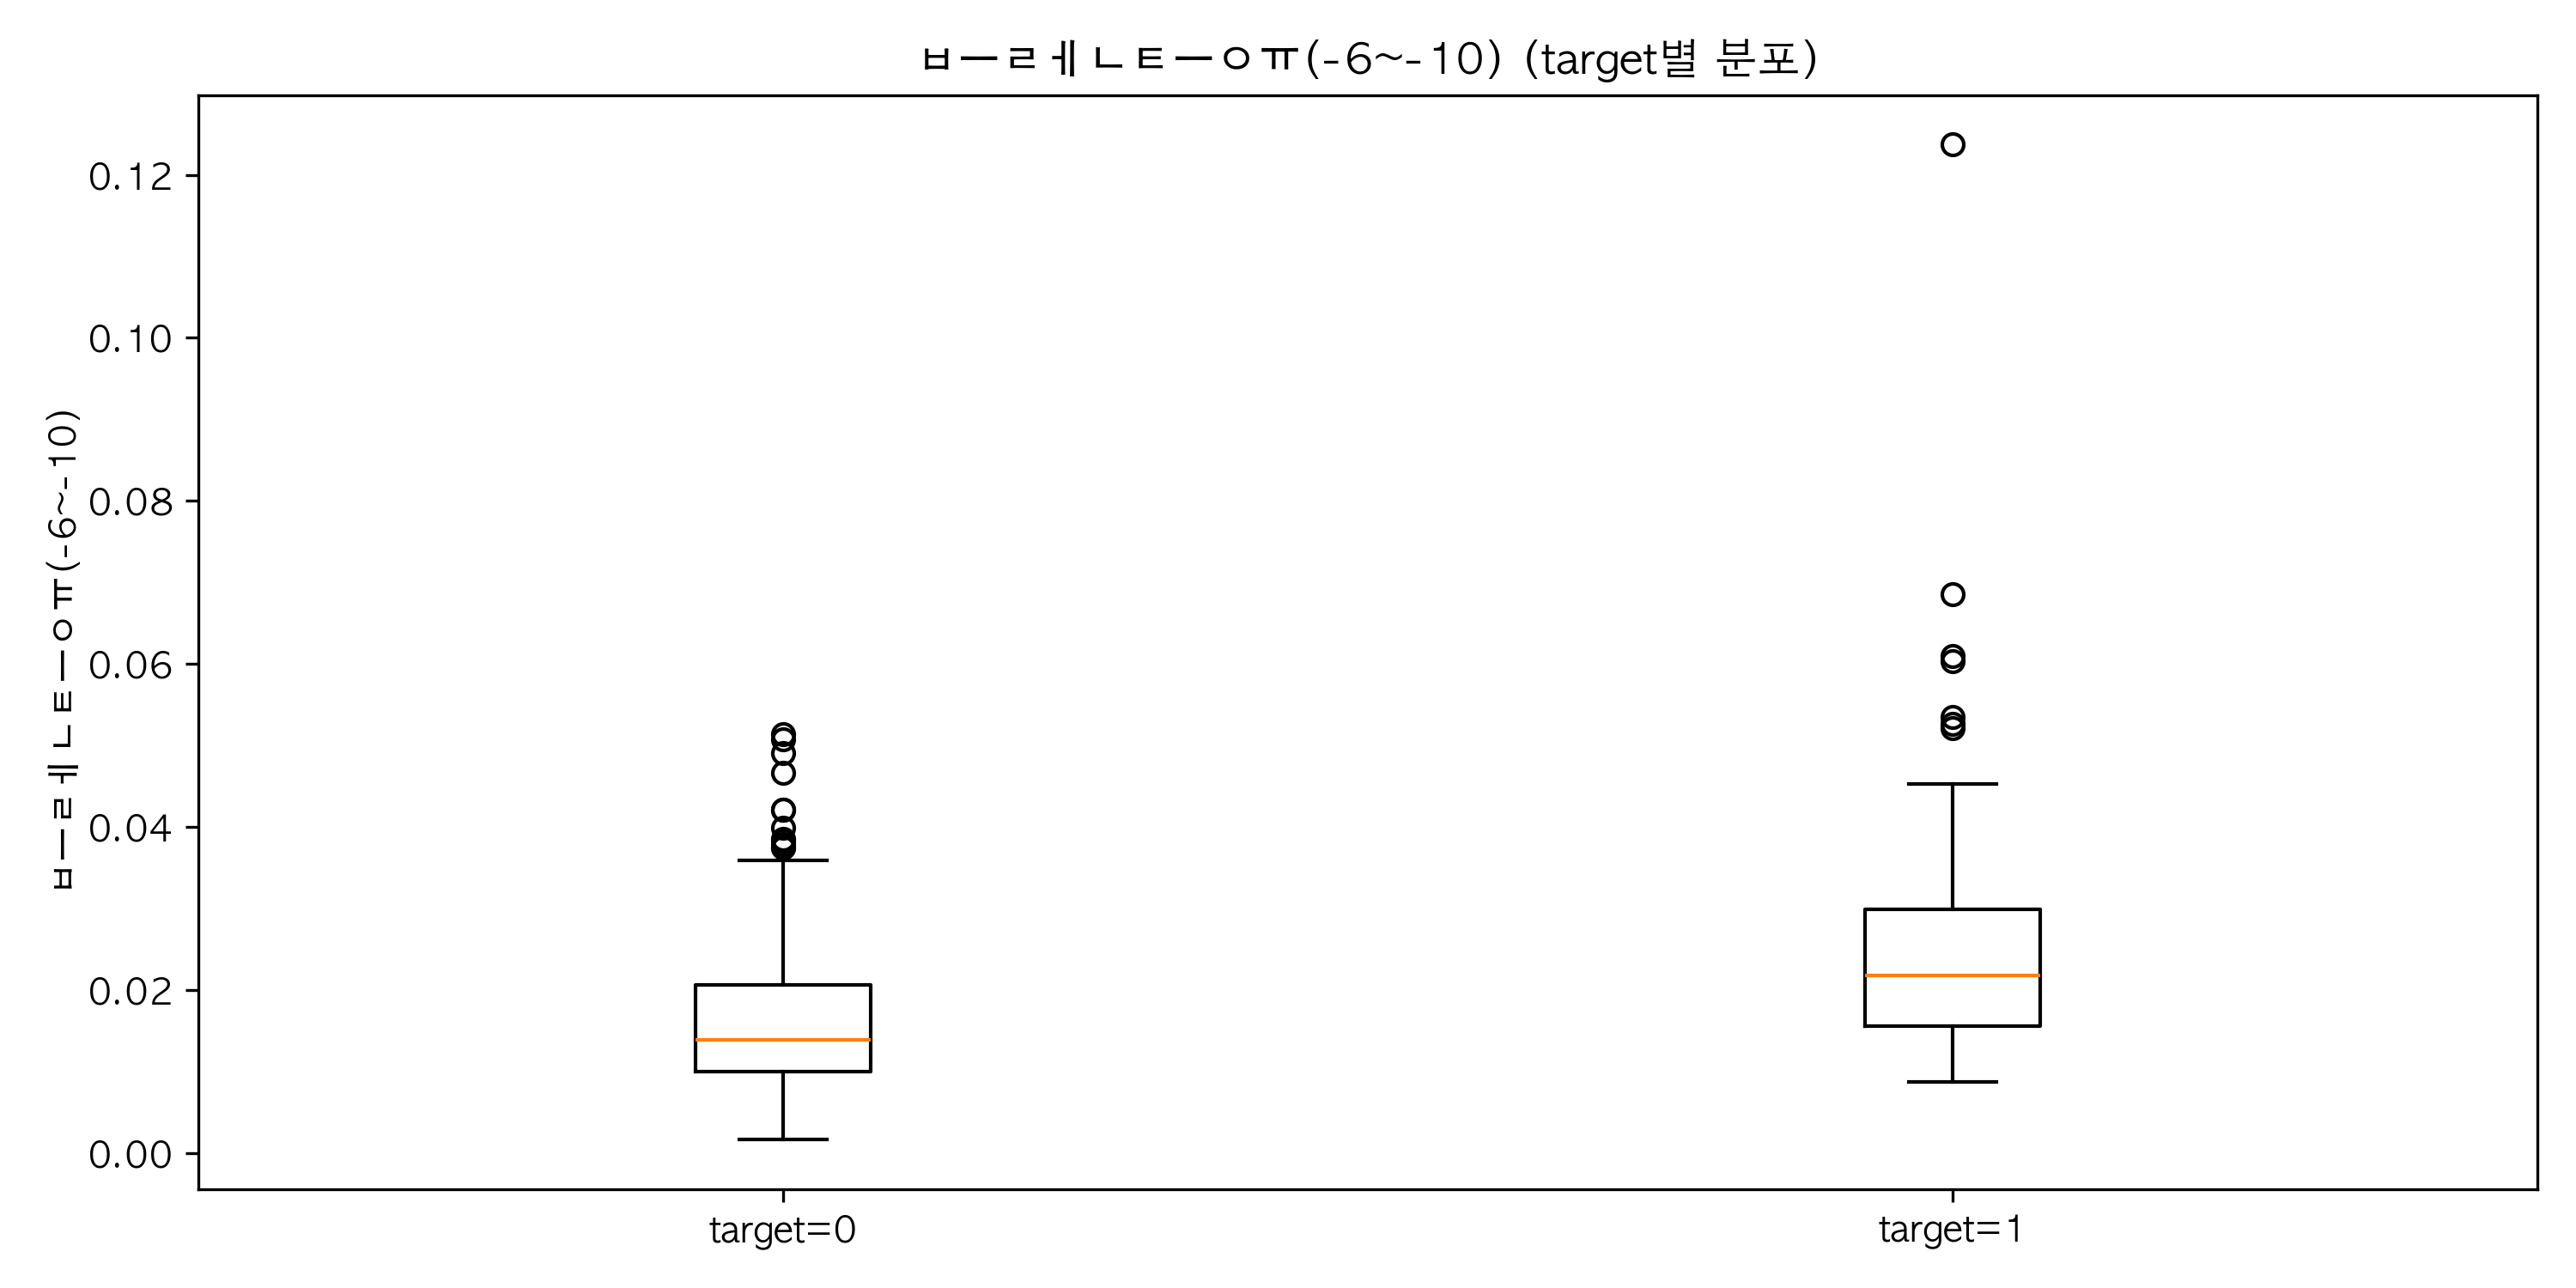 ㅂㅡㄹㅔㄴㅌㅡㅇㅠ(-6~-10) (target별 분포)
ㅂㅡㄹㅔㄴㅌㅡㅇㅠ(-6~-10)
0.12
0.10
0.08
0.06
0.04
0.02
0.00
target=0
target=1